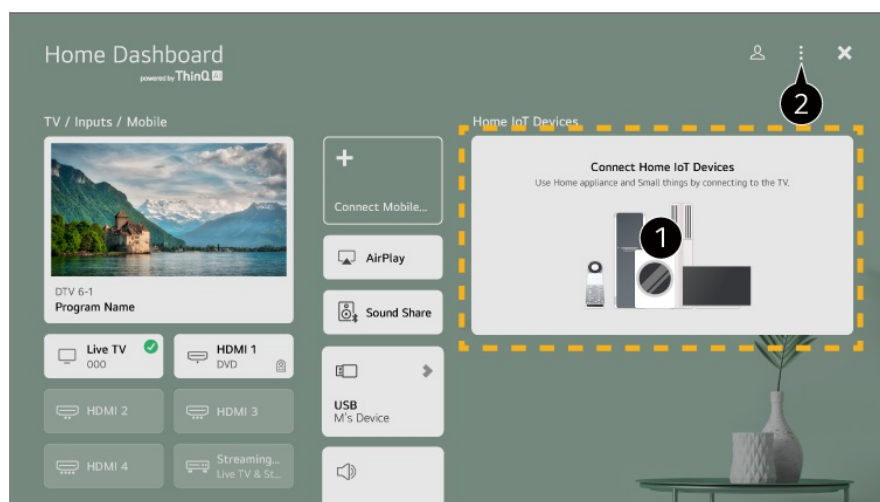 Home Dashboard
powered by ThinQ AI
2
TV / Inputs / Mobile
Home IoT Devices
Connect Home IoT Devices
Use Home appliance and Small things by connecting to the TV.
1
DTV 6-1
Program Name
Connect Mobile...
AirPlay
Sound Share
Live TV
000
HDMI 1
DVD
USB
M's Device
HDMI 2
HDMI 3
HDMI 4
Streaming...
Live TV & St...